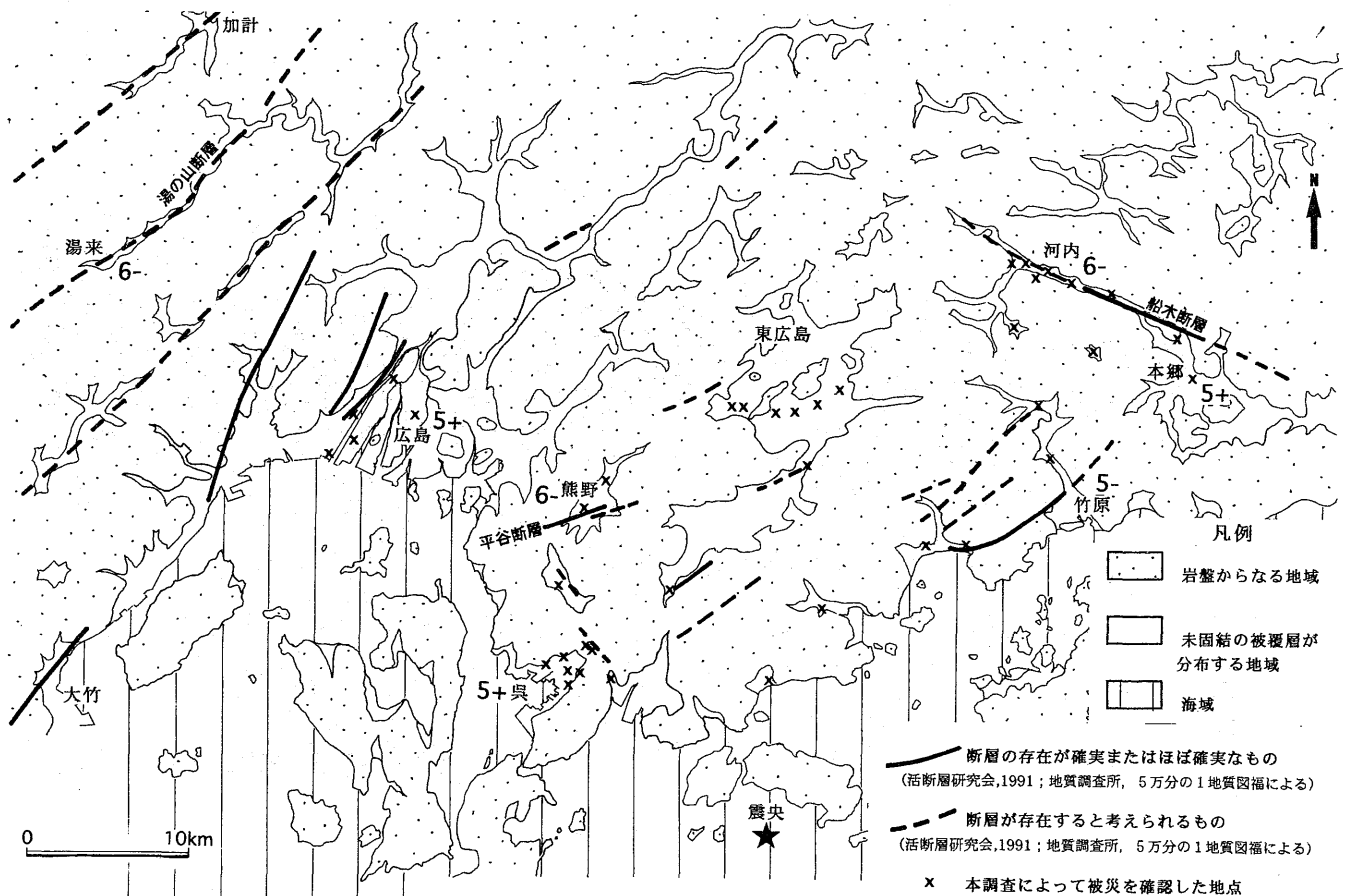 加計
湯の山断層
湯来
6-
N
河内
6-
船木断層
東広島
本郷
5+
広島
5+
6-
熊野
平谷断層
5-
竹原
大竹
5+
呉
震央
0
10km
凡例
岩盤からなる地域
未固結の被覆層が
分布する地域
海域
断層の存在が確実またはほぼ確実なもの
(活断層研究会,1991；地質調査所，5万分の1地質図福による)
断層が存在すると考えられるもの
(活断層研究会,1991；地質調査所，5万分の1地質図福による)
x 本調査によって被災を確認した地点